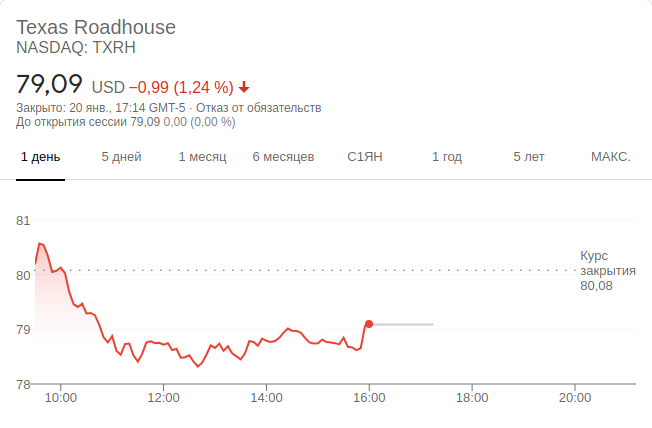 Texas Roadhouse
NASDAQ: TXRH
79,09 USD −0,99 (1,24 %)
Закрыто: 20 янв., 17:14 GMT-5 · Отказ от обязательств
До открытия сессии 79,09 0,00 (0,00 %)
1 день 5 дней 1 месяц 6 месяцев С1ЯН 1 год 5 лет МАКС.
81
80
79
78
Курс
закрытия
80,08
10:00 12:00 14:00 16:00 18:00 20:00